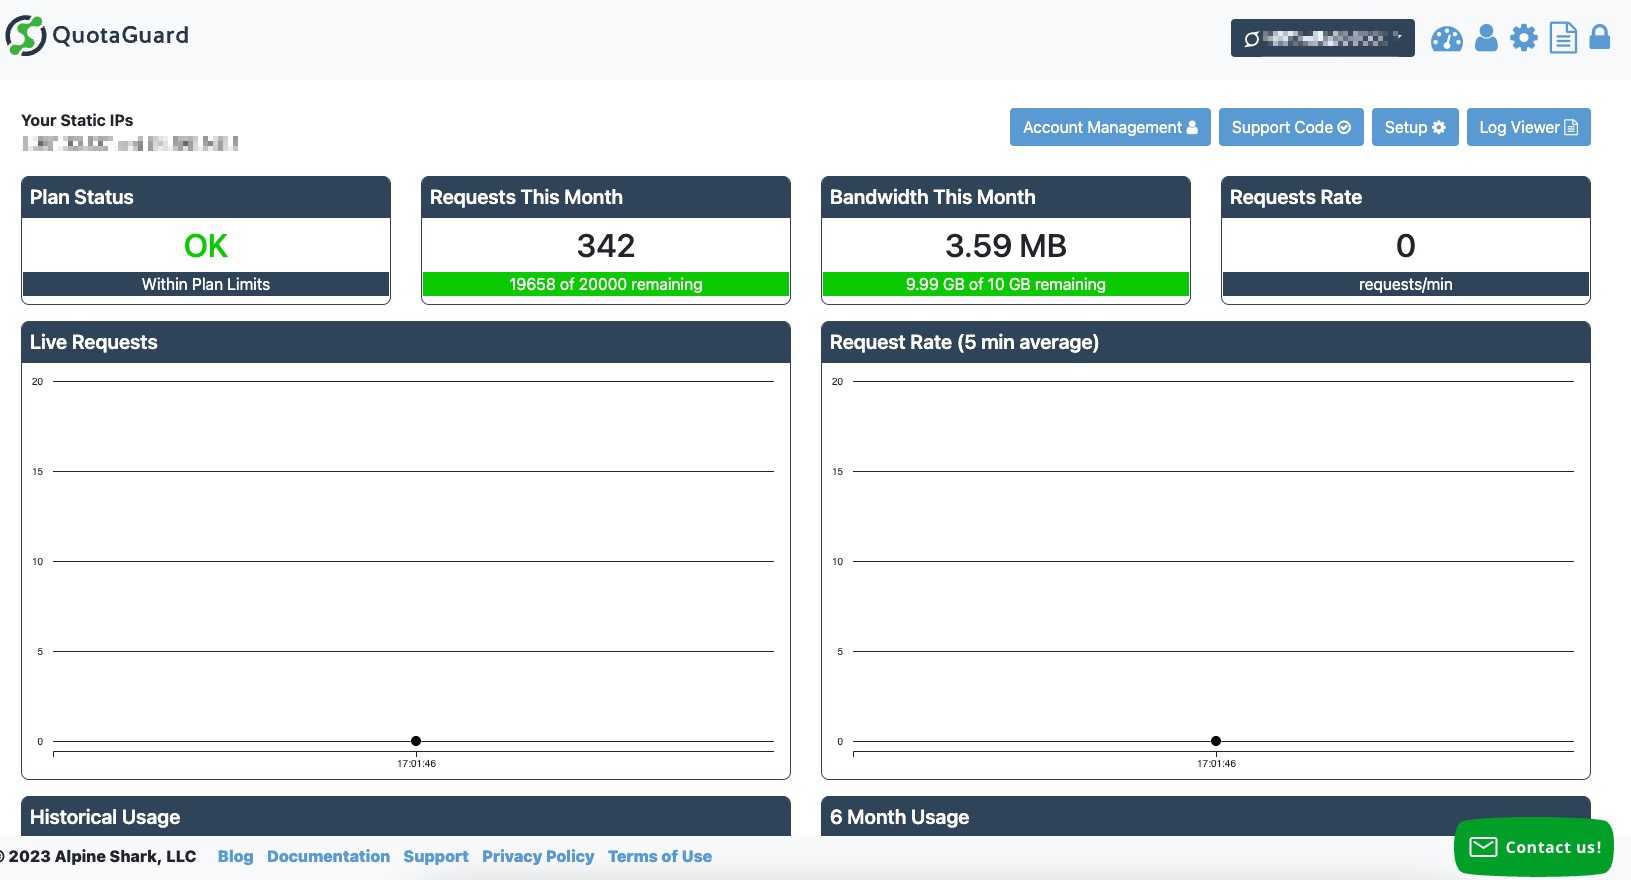 QuotaGuard
Your Static IPs
Account Management
Support Code
Setup
Log Viewer
Plan Status
OK
Within Plan Limits
Requests This Month
342
19658 of 20000 remaining
Bandwidth This Month
3.59 MB
9.99 GB of 10 GB remaining
Requests Rate
0
requests/min
Live Requests
20
15
10
5
0
17:01:46
Request Rate (5 min average)
20
15
10
5
0
17:01:46
Historical Usage
6 Month Usage
© 2023 Alpine Shark, LLC Blog Documentation Support Privacy Policy Terms of Use
Contact us!